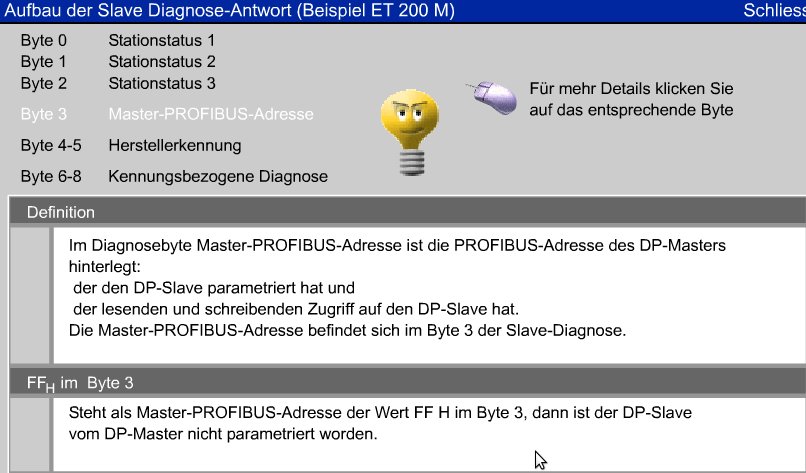 Aufbau der Slave Diagnose-Antwort (Beispiel ET 200 M) Schliess
Byte 0 Stationstatus 1
Byte 1 Stationstatus 2
Byte 2 Stationstatus 3
Byte 3 Master-PROFIBUS-Adresse
Byte 4-5 Herstellerkennung
Byte 6-8 Kennungsbezogene Diagnose
Für mehr Details klicken Sie
auf das entsprechende Byte
Definition
Im Diagnosebyte Master-PROFIBUS-Adresse ist die PROFIBUS-Adresse des DP-Masters
hinterlegt:
der den DP-Slave parametriert hat und
der lesenden und schreibenden Zugriff auf den DP-Slave hat.
Die Master-PROFIBUS-Adresse befindet sich im Byte 3 der Slave-Diagnose.
FFH im Byte 3
Steht als Master-PROFIBUS-Adresse der Wert FF H im Byte 3, dann ist der DP-Slave
vom DP-Master nicht parametriert worden.